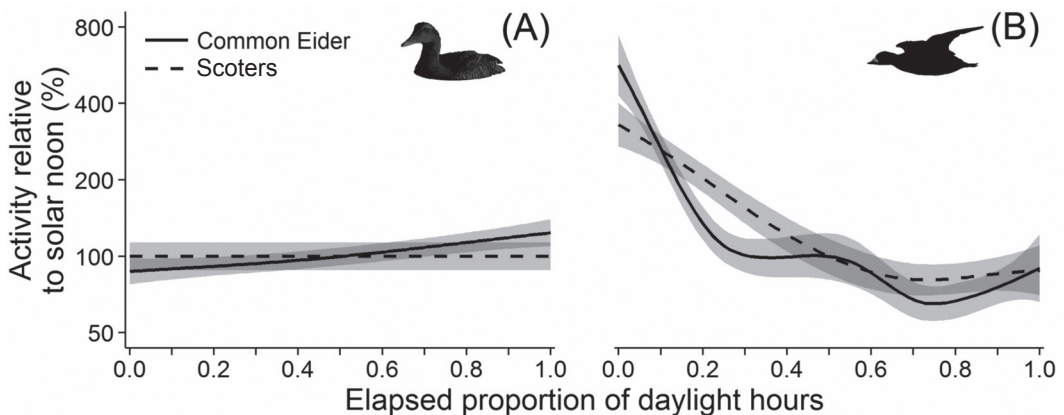 (A)
(B)
Common Eider
Scoters
Activity relative
to solar noon (%)
800
400
200
100
50
0.0 0.2 0.4 0.6 0.8 1.0
0.0 0.2 0.4 0.6 0.8 1.0
Elapsed proportion of daylight hours